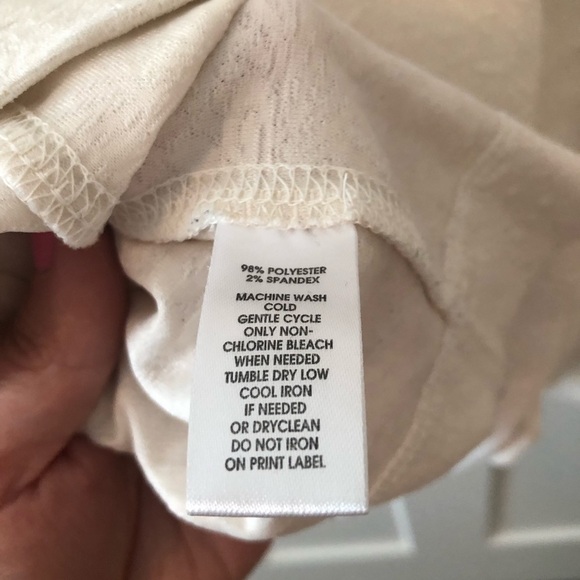 98% POLYESTER
2% SPANDEX
MACHINE WASH
COLD
GENTLE CYCLE
ONLY NON-
CHLORINE BLEACH
WHEN NEEDED
TUMBLE DRY LOW
COOL IRON
IF NEEDED
OR DRYCLEAN
DO NOT IRON
ON PRINT LABEL.